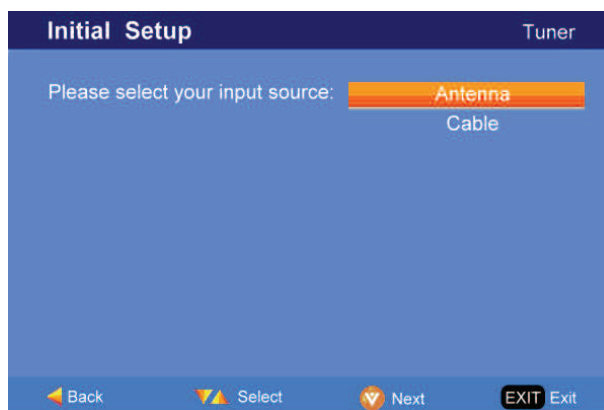 Initial Setup Tuner
Please select your input source: Antenna
Cable
Back Select Next EXIT Exit